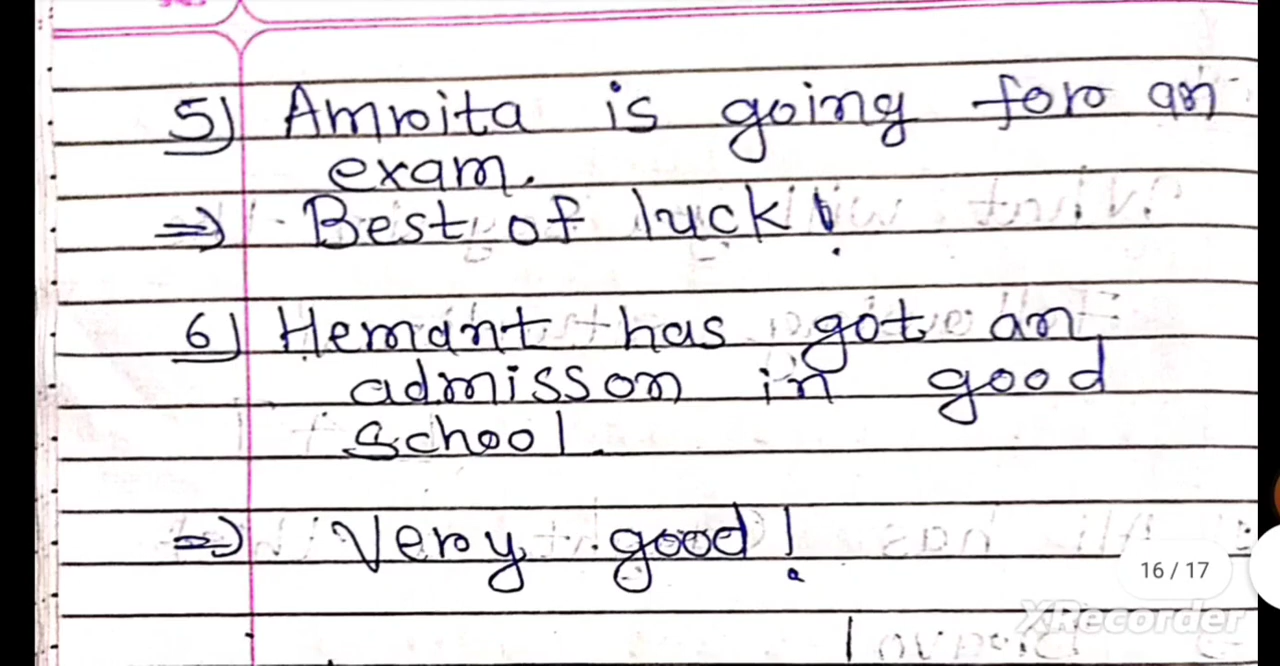 5) Amrita is going for an
exam.
⇒ Best of luck!
6) Hemant has got an
admisson in good
school.
⇒ Very good!
16 / 17
XRecorder